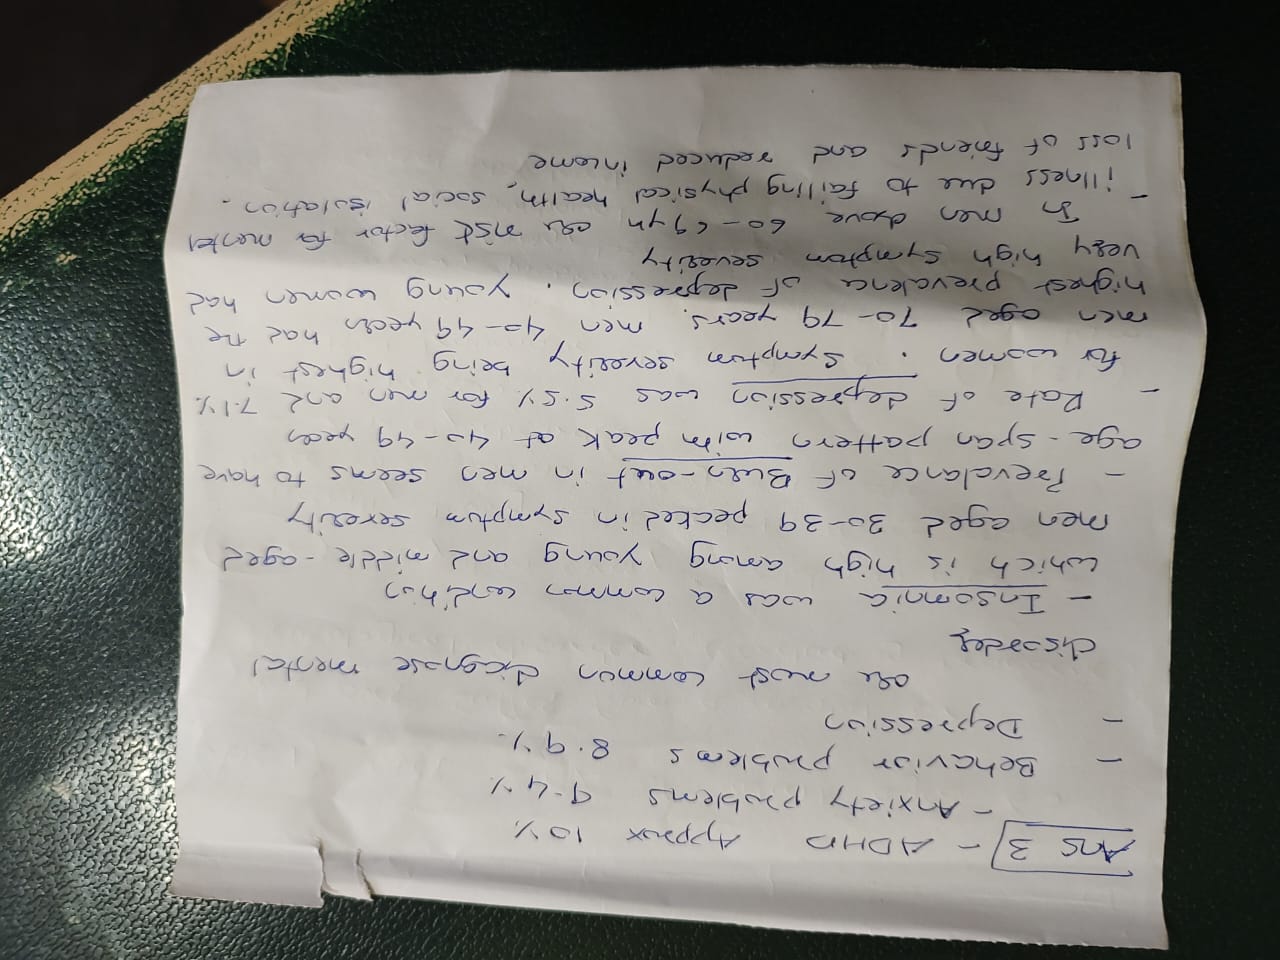 Ans 3 - ADHD Approx 10%
- Anxiety problems 9.4%
- Behavior problems 8.9%
- Depression
are most common diagnose mental
disorder
- Insomnia was a common condition
which is high among young and middle-aged
men aged 30-39 peaked in symptom severity
- Prevalance of Burn-out in men seems to have
age-span pattern with peak at 40-49 years
- Rate of depression was 5.5% for men and 7.1%
for women. Symptom severity being highest in
men aged 70-79 years. men 40-49 years had the
highest prevalence of depression. young women had
very high symptom severity
In men above 60-69 yr are risk factor for mental
- illness due to failing physical health, social isolation.
loss of friends and reduced income